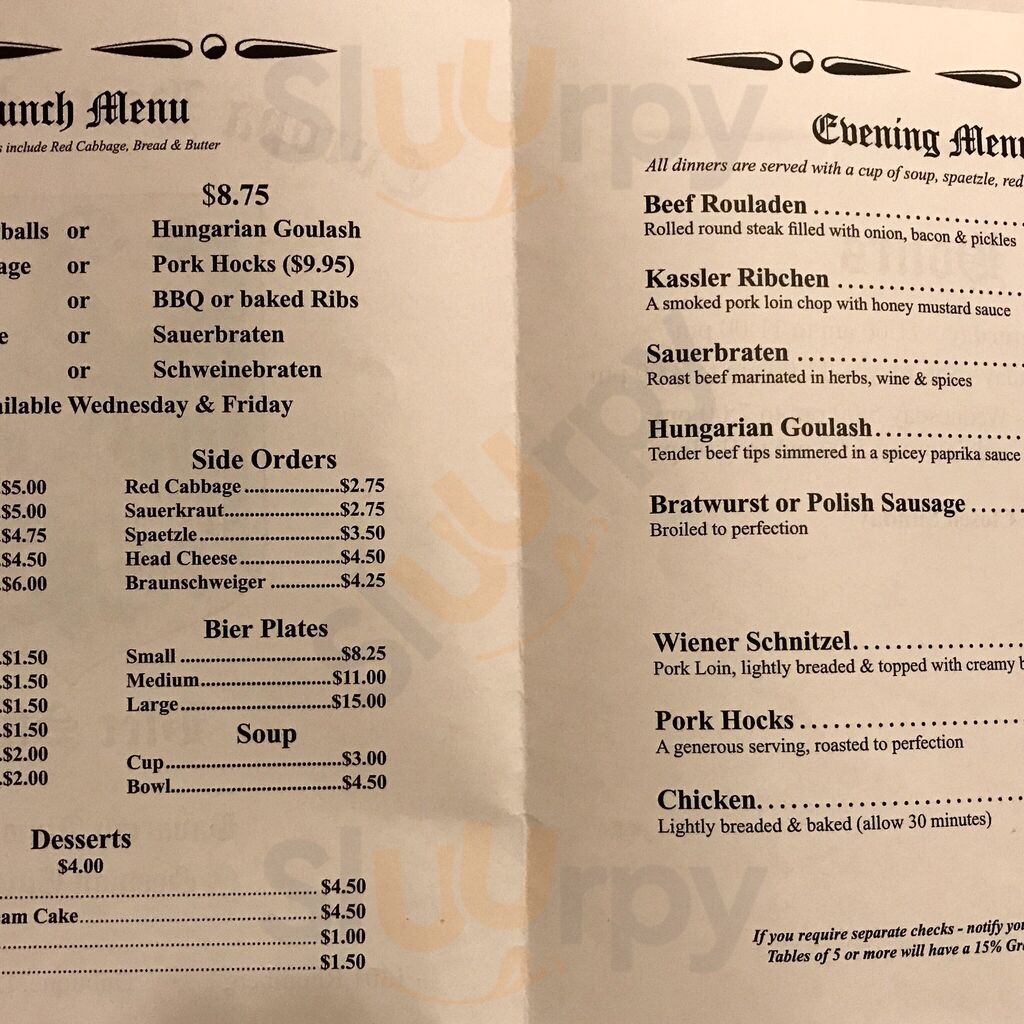 unch Menu
s include Red Cabbage, Bread & Butter
$8.75
balls or Hungarian Goulash
age or Pork Hocks ($9.95)
or BBQ or baked Ribs
e or Sauerbraten
or Schweinebraten
ailable Wednesday & Friday
$5.00
$5.00
$4.75
$4.50
$6.00
Side Orders
Red Cabbage....................$2.75
Sauerkraut........................$2.75
Spaetzle.............................$3.50
Head Cheese.....................$4.50
Braunschweiger..............$4.25
$1.50
$1.50
$1.50
$1.50
$2.00
$2.00
Bier Plates
Small..................................$8.25
Medium...........................$11.00
Large................................$15.00
Soup
Cup.....................................$3.00
Bowl...................................$4.50
Desserts
$4.00
$4.50
am Cake..................................................$4.50
$1.00
$1.50
Evening Menu
All dinners are served with a cup of soup, spaetzle, red
Beef Rouladen......................
Rolled round steak filled with onion, bacon & pickles
Kassler Ribchen....................
A smoked pork loin chop with honey mustard sauce
Sauerbraten........................
Roast beef marinated in herbs, wine & spices
Hungarian Goulash................
Tender beef tips simmered in a spicey paprika sauce
Bratwurst or Polish Sausage......
Broiled to perfection
Wiener Schnitzel...................
Pork Loin, lightly breaded & topped with creamy b
Pork Hocks.........................
A generous serving, roasted to perfection
Chicken............................
Lightly breaded & baked (allow 30 minutes)
If you require separate checks - notify yo
Tables of 5 or more will have a 15% Gr
Sluurpy
Sluurpy
Sluurpy